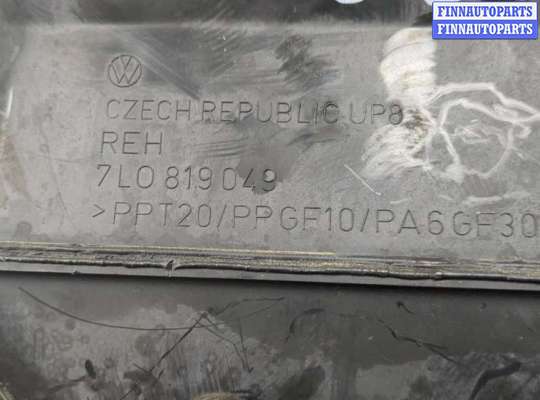 FINNAUTOPARTS
FINNAUTOPARTS
CZECH REPUBLIC UP8
REH
7L0 819 049
>PPT20/PPGF10/PA6GF30